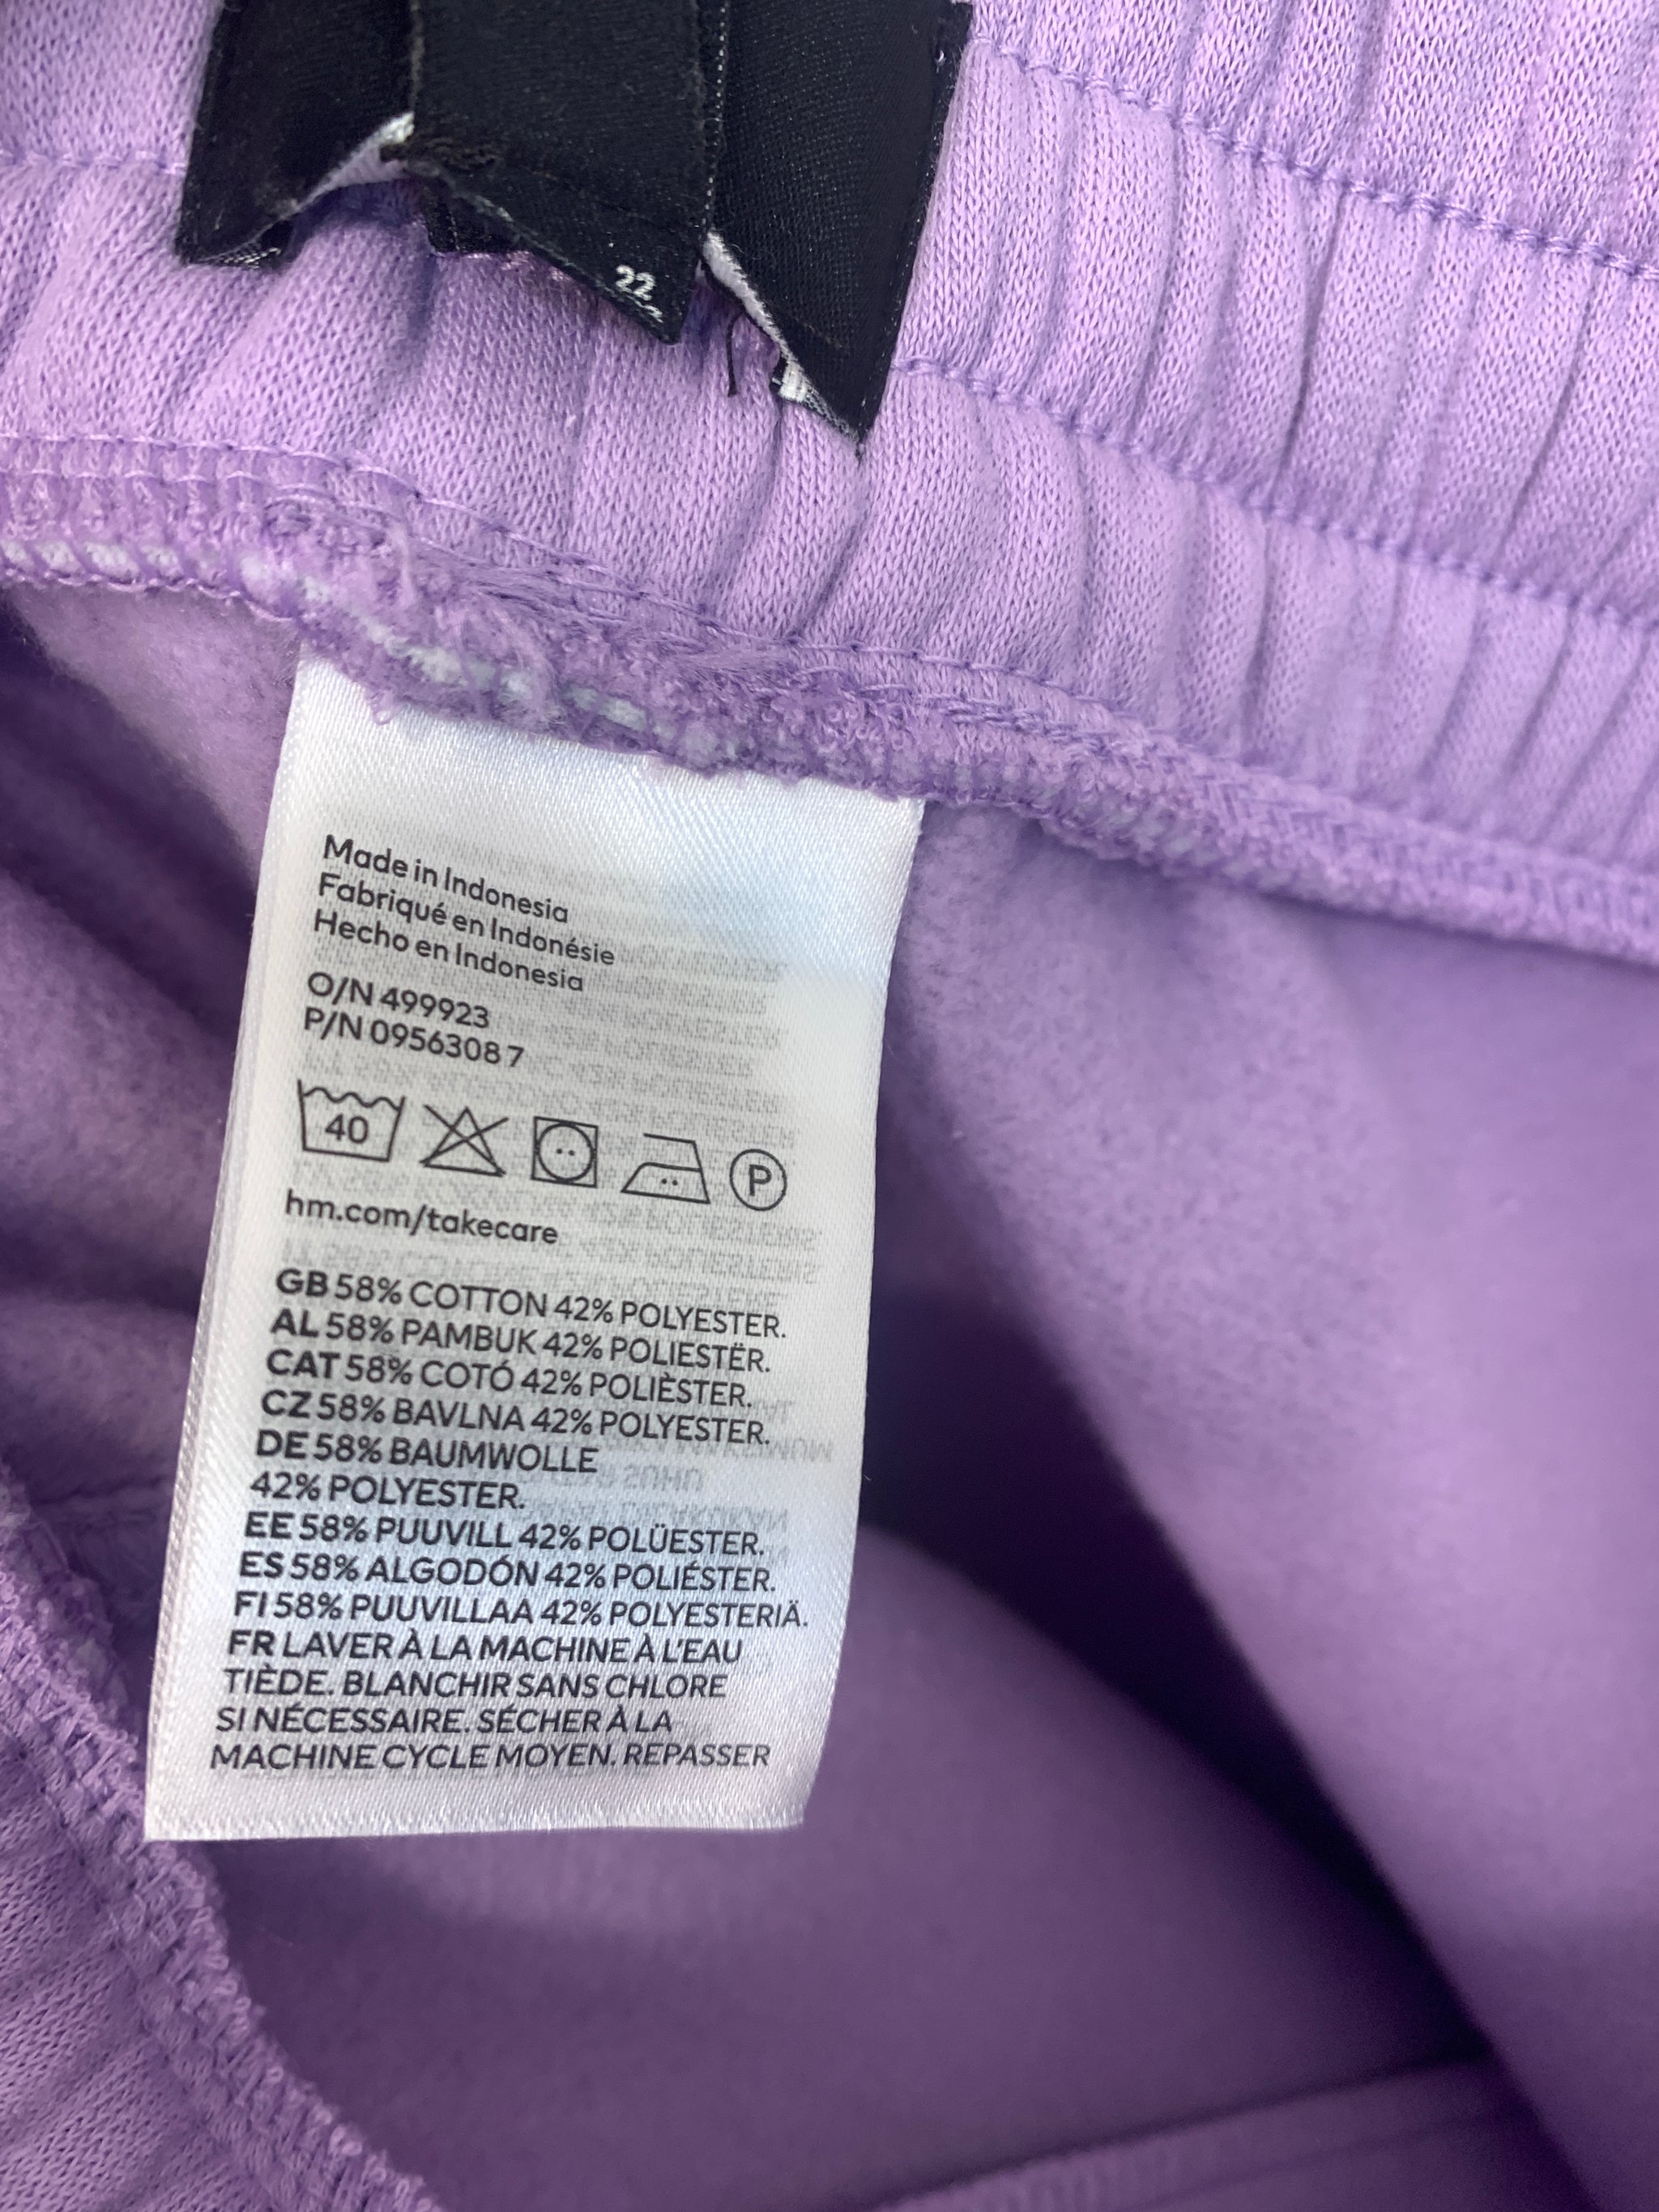 22
Made in Indonesia
Fabriqué en Indonésie
Hecho en Indonesia
O/N 499923
P/N 0956308 7
40
P
hm.com/takecare
GB 58% COTTON 42% POLYESTER.
AL 58% PAMBUK 42% POLIESTËR.
CAT 58% COTÓ 42% POLIÈSTER.
CZ 58% BAVLNA 42% POLYESTER.
DE 58% BAUMWOLLE
42% POLYESTER.
EE 58% PUUVILL 42% POLÜESTER.
ES 58% ALGODÓN 42% POLIÉSTER.
FI 58% PUUVILLAA 42% POLYESTERIÄ.
FR LAVER À LA MACHINE À L'EAU
TIÈDE. BLANCHIR SANS CHLORE
SI NÉCESSAIRE. SÉCHER À LA
MACHINE CYCLE MOYEN. REPASSER